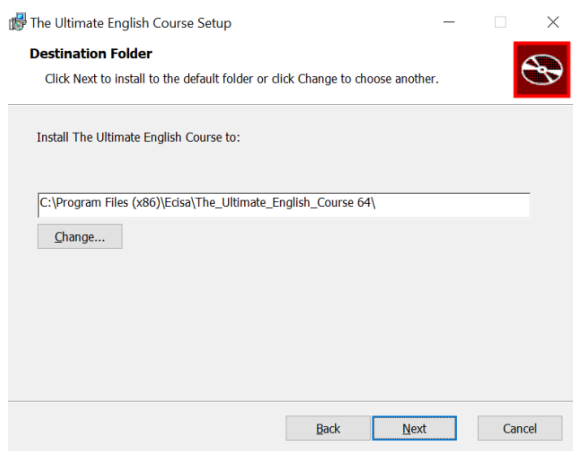 The Ultimate English Course Setup
Destination Folder
Click Next to install to the default folder or click Change to choose another.
Install The Ultimate English Course to:
C:\Program Files (x86)\Ecisa\The_Ultimate_English_Course 64\
Change...
Back Next Cancel